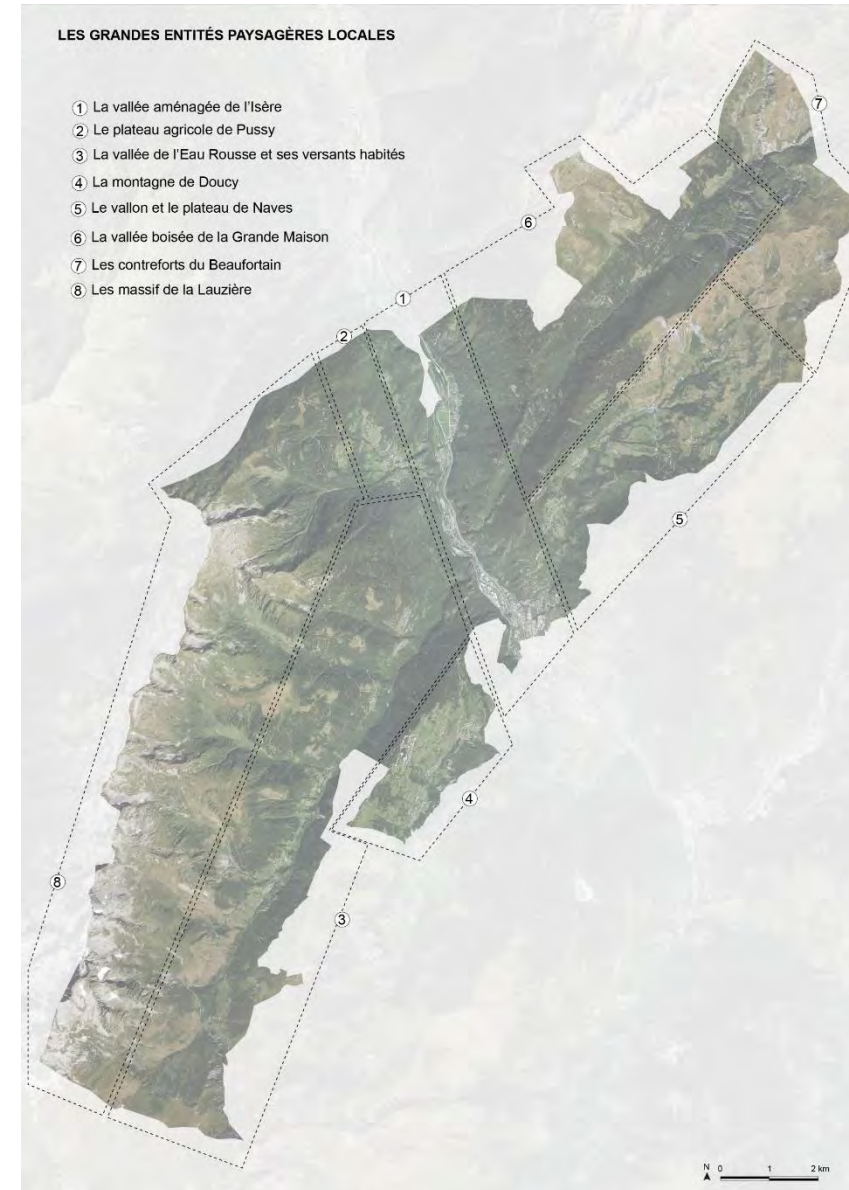 LES GRANDES ENTITÉS PAYSAGÈRES LOCALES
1 La vallée aménagée de l'Isère
2 Le plateau agricole de Pussy
3 La vallée de l'Eau Rousse et ses versants habités
4 La montagne de Doucy
5 Le vallon et le plateau de Naves
6 La vallée boisée de la Grande Maison
7 Les contreforts du Beaufortain
8 Les massif de la Lauzière
7
6
1
2
5
4
8
3
N 0 1 2 km